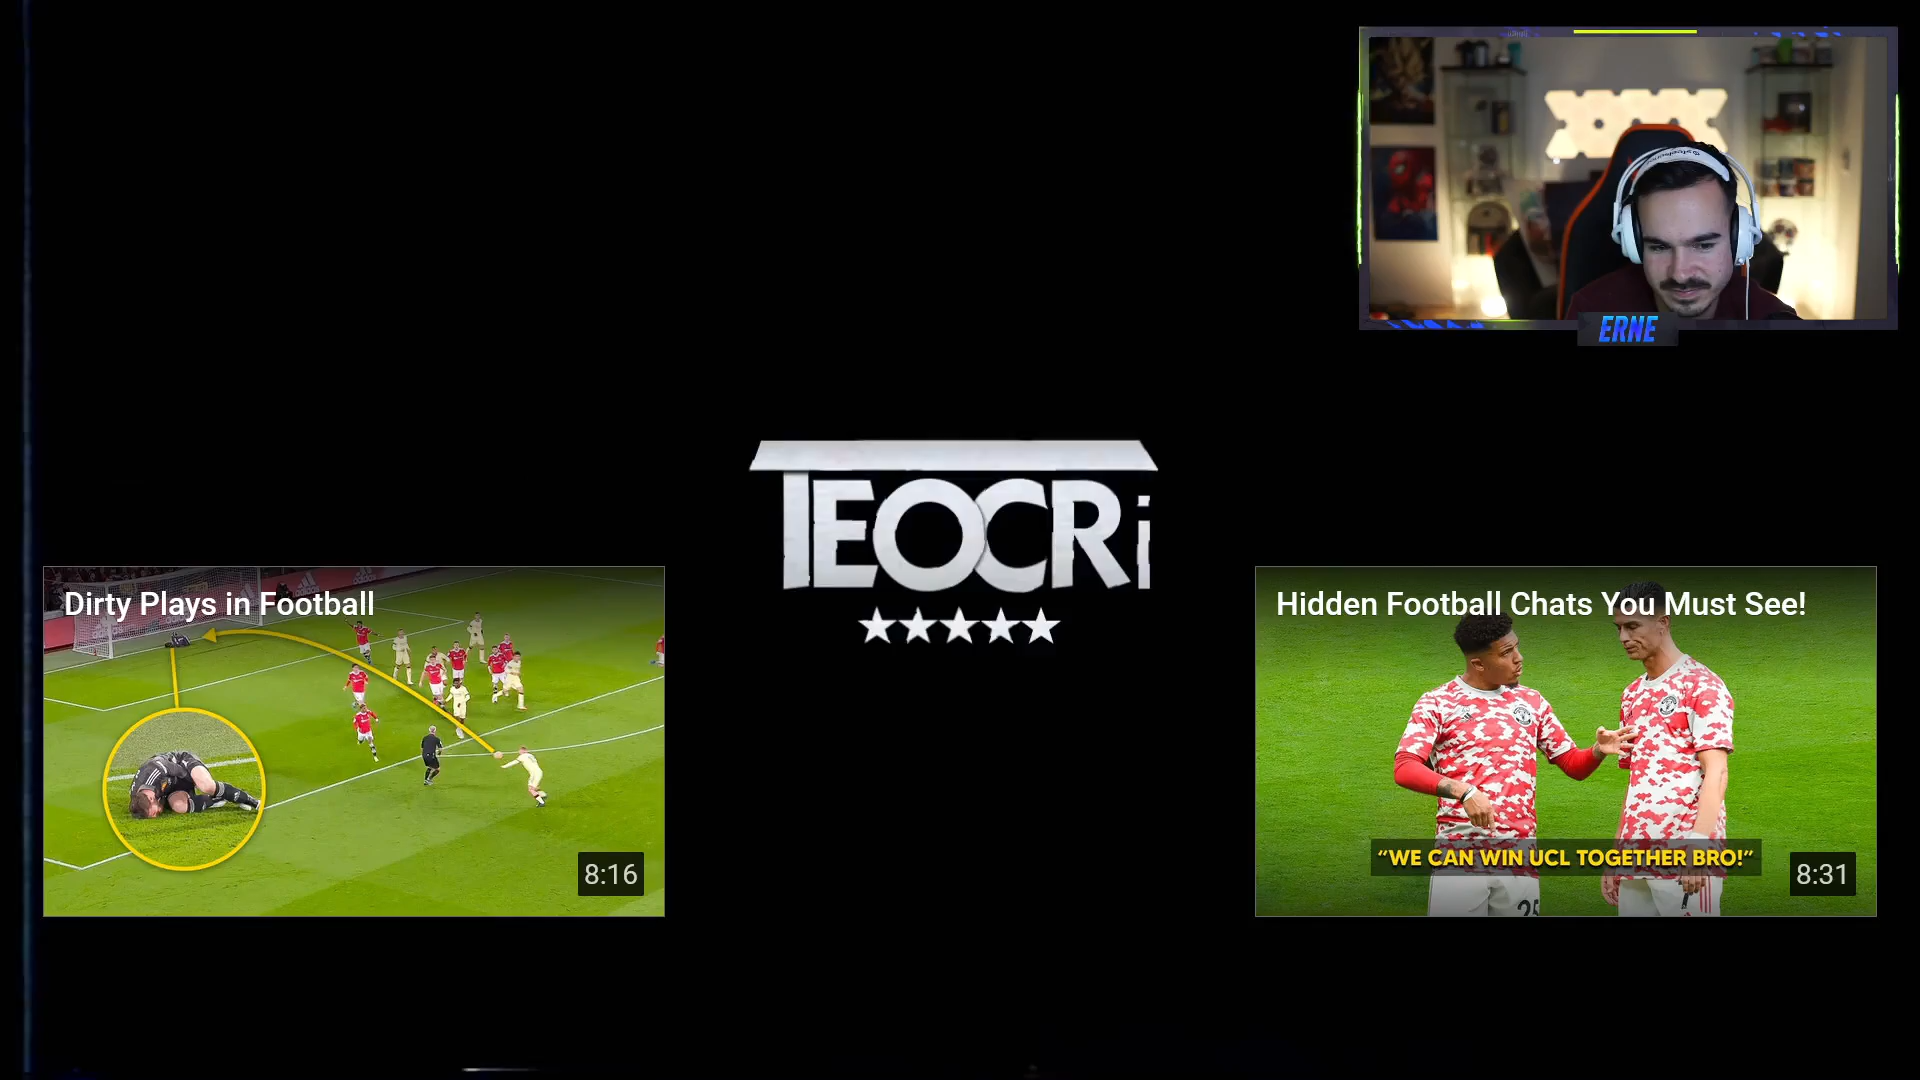 ERNE
TEOCRi
Dirty Plays in Football
8:16
Hidden Football Chats You Must See!
“WE CAN WIN UCL TOGETHER BRO!”
8:31
25